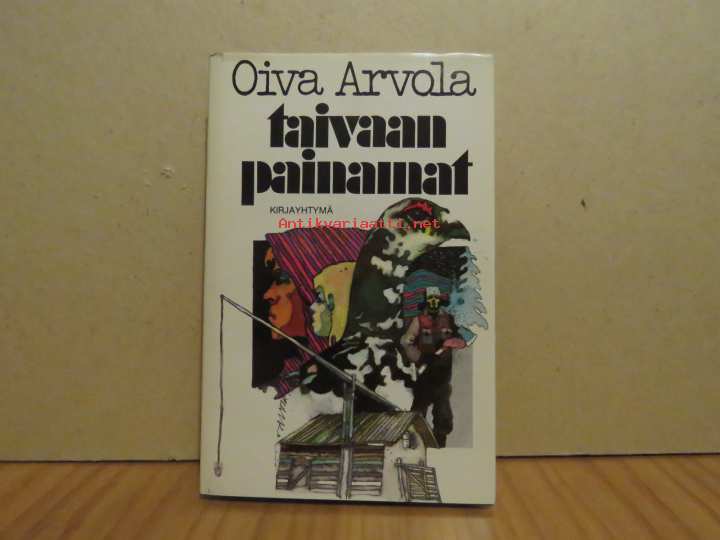 Oiva Arvola
taivaan
painamat
KIRJAYHTYMÄ
Antikvariaatti.net